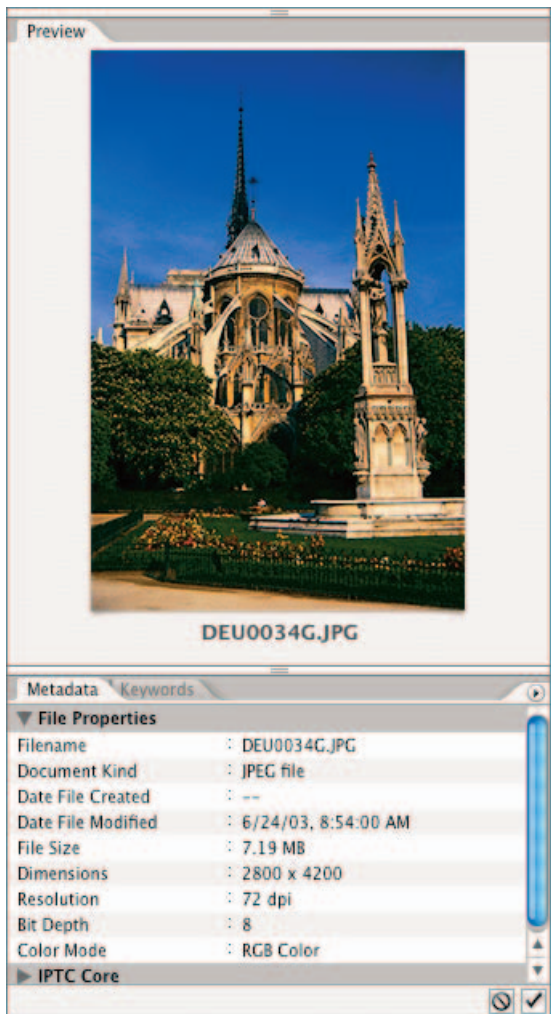 Preview
DEU0034G.JPG
Metadata Keywords
File Properties
Filename : DEU0034G.JPG
Document Kind : JPEG file
Date File Created : --
Date File Modified : 6/24/03, 8:54:00 AM
File Size : 7.19 MB
Dimensions : 2800 x 4200
Resolution : 72 dpi
Bit Depth : 8
Color Mode : RGB Color
IPTC Core